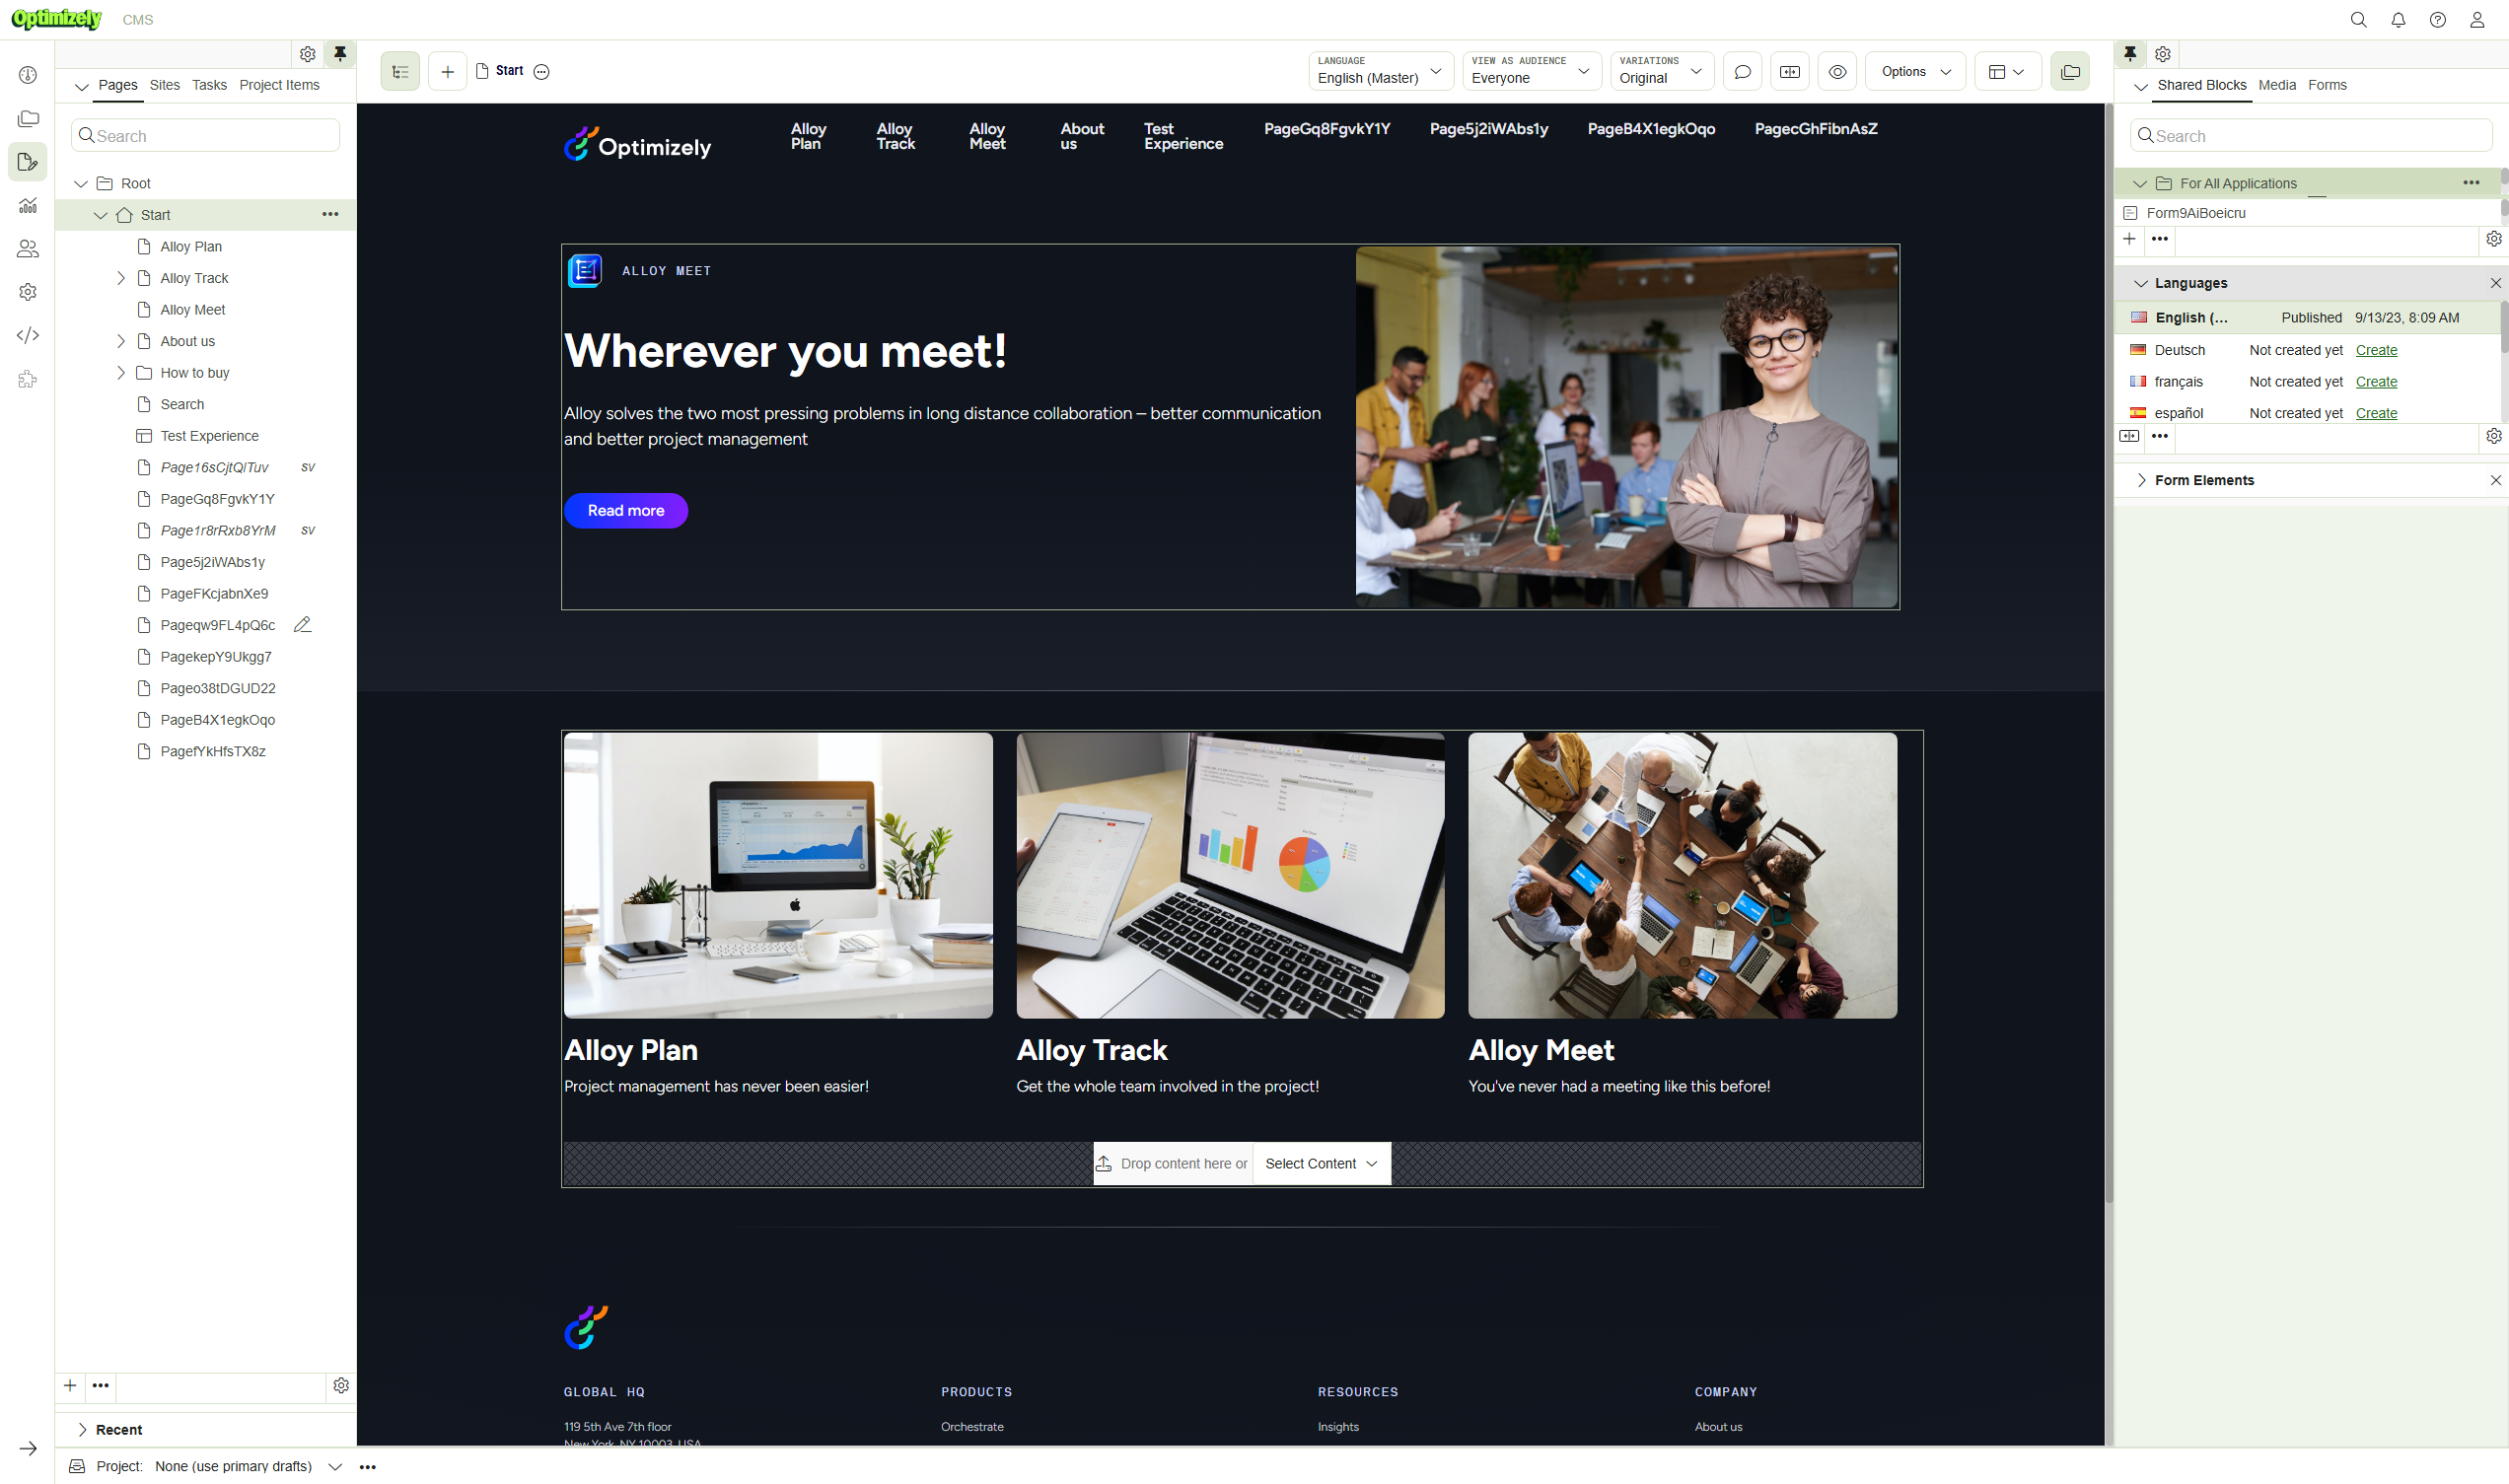 Optimizely CMS
Pages Sites Tasks Project Items
Search
Root
Start
Alloy Plan
Alloy Track
Alloy Meet
About us
How to buy
Search
Test Experience
Page16sCjtQlTuv sv
PageGq8FgvkY1Y
Page1r8rRxb8YrM sv
Page5j2iWAbs1y
PageFKcjabnXe9
Pageqw9FL4pQ6c
PagekepY9Ukgg7
Pageo38tDGUD22
PageB4X1egkOqo
PagefYkHfsTX8z
Recent
Project: None (use primary drafts)
Start
LANGUAGE
English (Master)
VIEW AS AUDIENCE
Everyone
VARIATIONS
Original
Options
Optimizely
Alloy
Plan
Alloy
Track
Alloy
Meet
About
us
Test
Experience
PageGq8FgvkY1Y
Page5j2iWAbs1y
PageB4X1egkOqo
PagecGhFibnAsZ
ALLOY MEET
Wherever you meet!
Alloy solves the two most pressing problems in long distance collaboration – better communication
and better project management
Read more
Alloy Plan
Project management has never been easier!
Alloy Track
Get the whole team involved in the project!
Alloy Meet
You've never had a meeting like this before!
Drop content here or Select Content
GLOBAL HQ
119 5th Ave 7th floor
New York, NY 10003, USA
PRODUCTS
Orchestrate
RESOURCES
Insights
COMPANY
About us
Shared Blocks Media Forms
Search
For All Applications
Form9AiBoeicru
Languages
English (... Published 9/13/23, 8:09 AM
Deutsch Not created yet Create
français Not created yet Create
español Not created yet Create
Form Elements